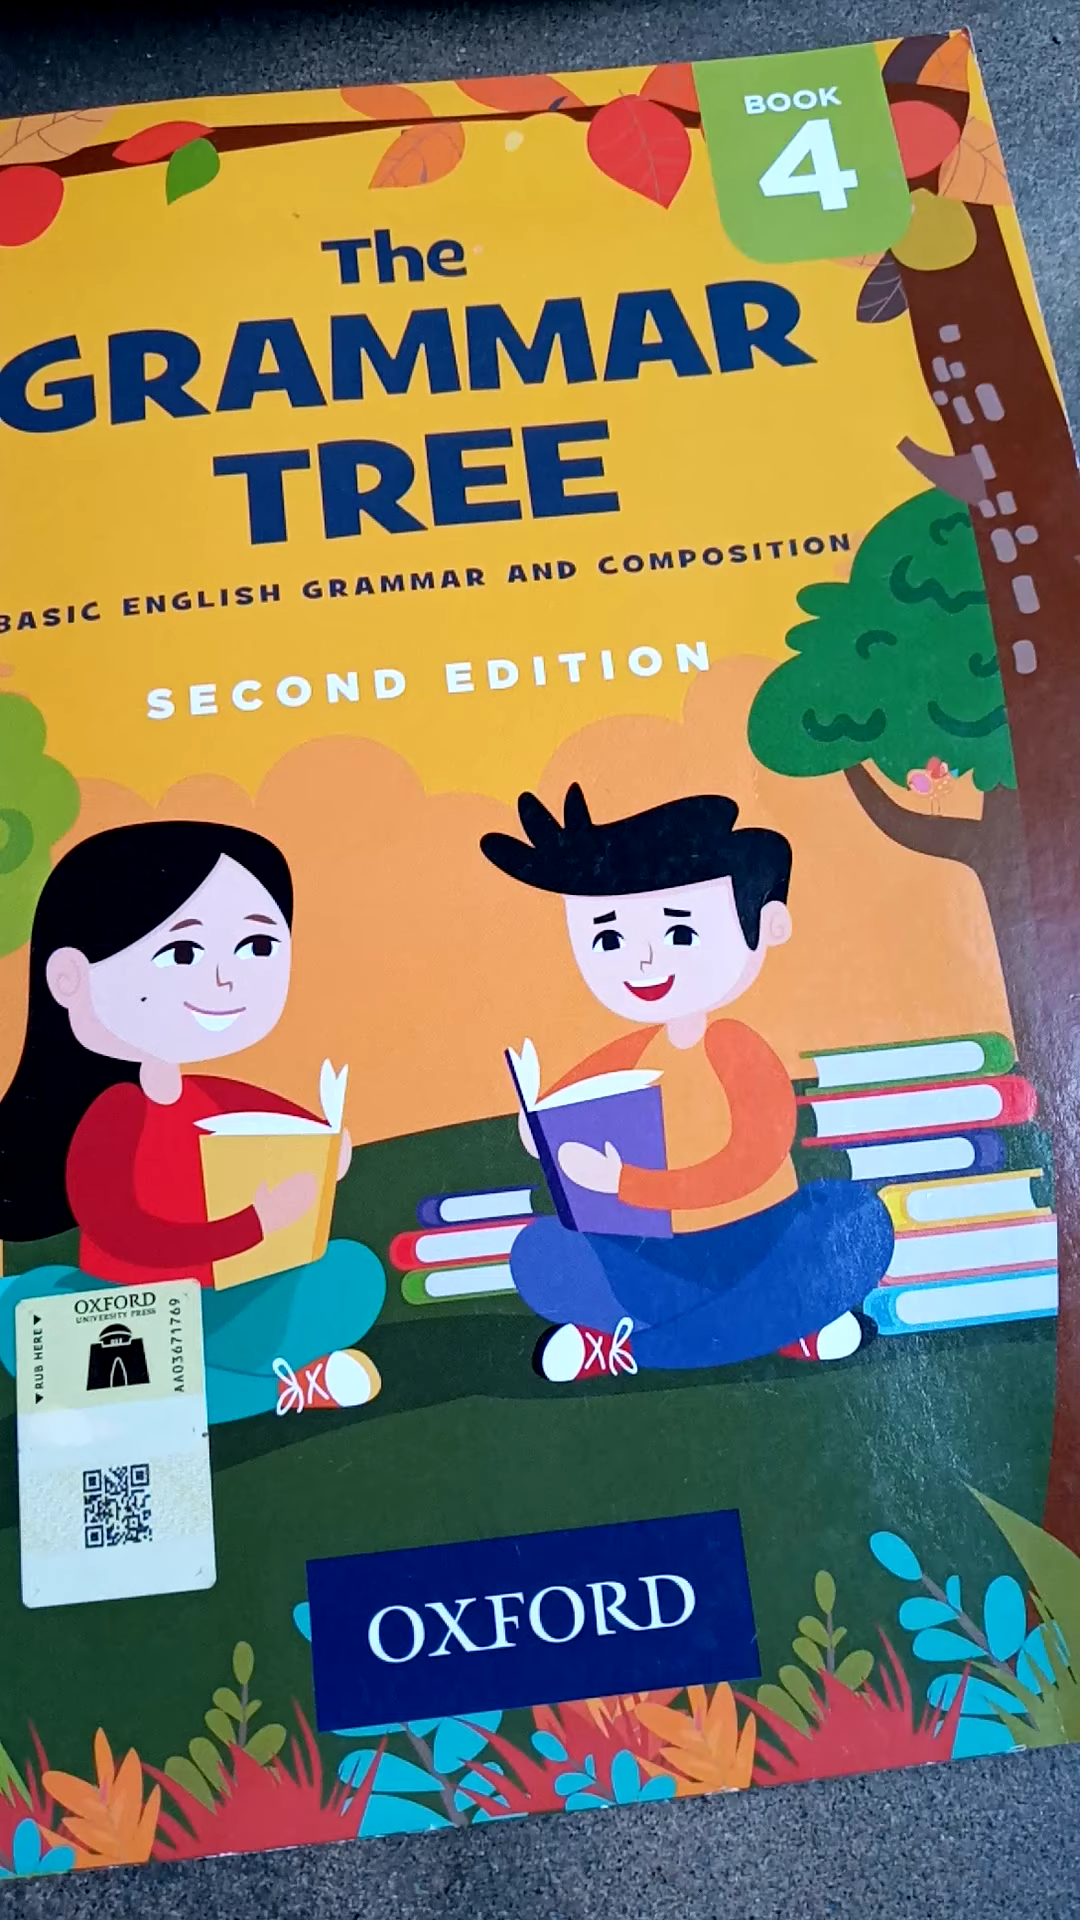 BOOK
4
The
GRAMMAR
TREE
BASIC ENGLISH GRAMMAR AND COMPOSITION
SECOND EDITION
OXFORD
UNIVERSITY PRESS
RUB HERE
AA03671769
OXFORD